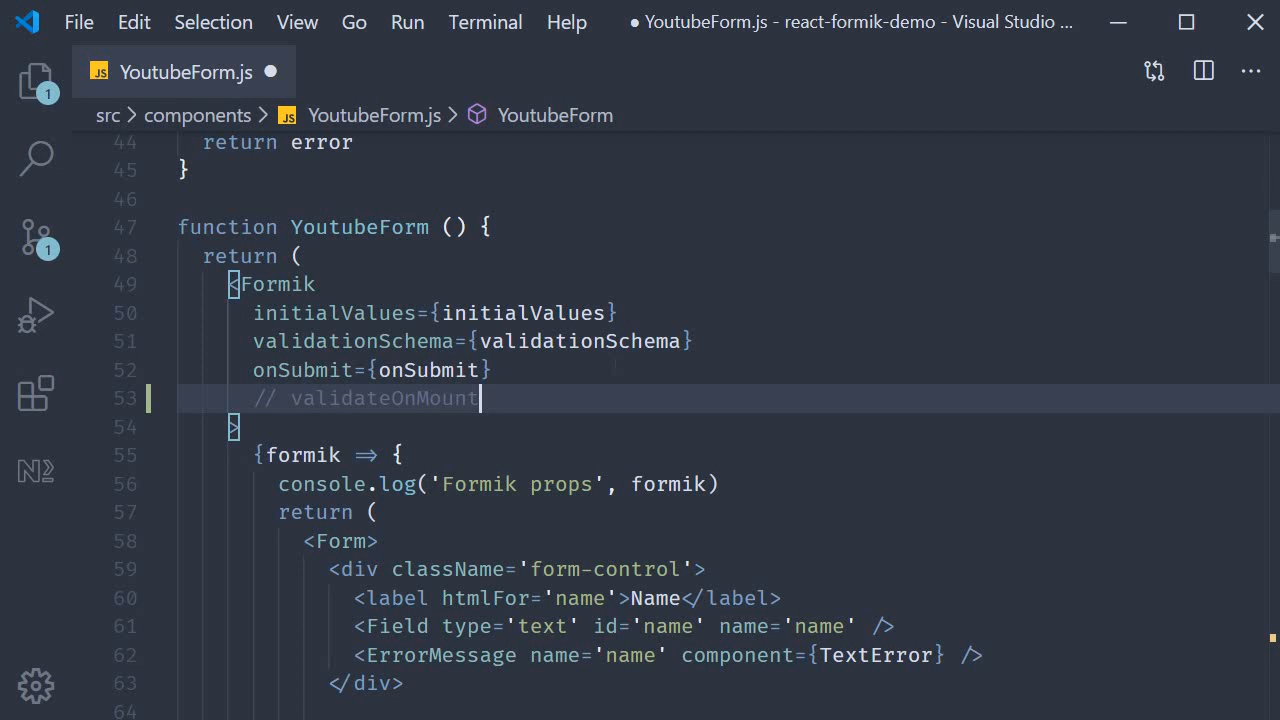 File Edit Selection View Go Run Terminal Help ● YoutubeForm.js - react-formik-demo - Visual Studio ...
JS YoutubeForm.js
1
src > components > JS YoutubeForm.js > YoutubeForm
44 return error
45 }
46
47 function YoutubeForm () {
48 return (
1
49 <Formik
50 initialValues={initialValues}
51 validationSchema={validationSchema}
52 onSubmit={onSubmit}
53 // validateOnMount
54 >
55 {formik => {
56 console.log('Formik props', formik)
57 return (
58 <Form>
59 <div className='form-control'>
60 <label htmlFor='name'>Name</label>
61 <Field type='text' id='name' name='name' />
62 <ErrorMessage name='name' component={TextError} />
63 </div>
64